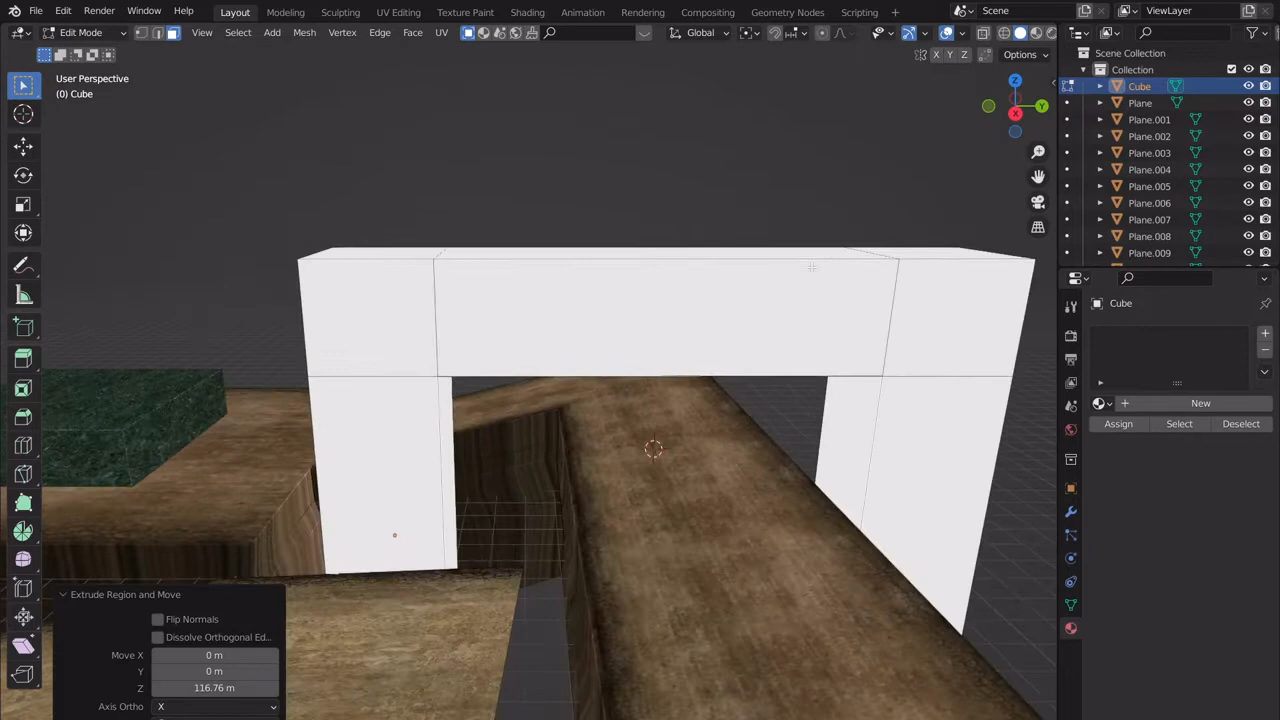 File Edit Render Window Help Layout Modeling Sculpting UV Editing Texture Paint Shading Animation Rendering Compositing Geometry Nodes Scripting + Scene ViewLayer
Edit Mode View Select Add Mesh Vertex Edge Face UV Global
X Y Z Options
User Perspective
(0) Cube
Z
Y
X
Scene Collection
Collection
Cube
Plane
Plane.001
Plane.002
Plane.003
Plane.004
Plane.005
Plane.006
Plane.007
Plane.008
Plane.009
Cube
New
Assign Select Deselect
Extrude Region and Move
Flip Normals
Dissolve Orthogonal Ed...
Move X 0 m
Y 0 m
Z 116.76 m
Axis Ortho X